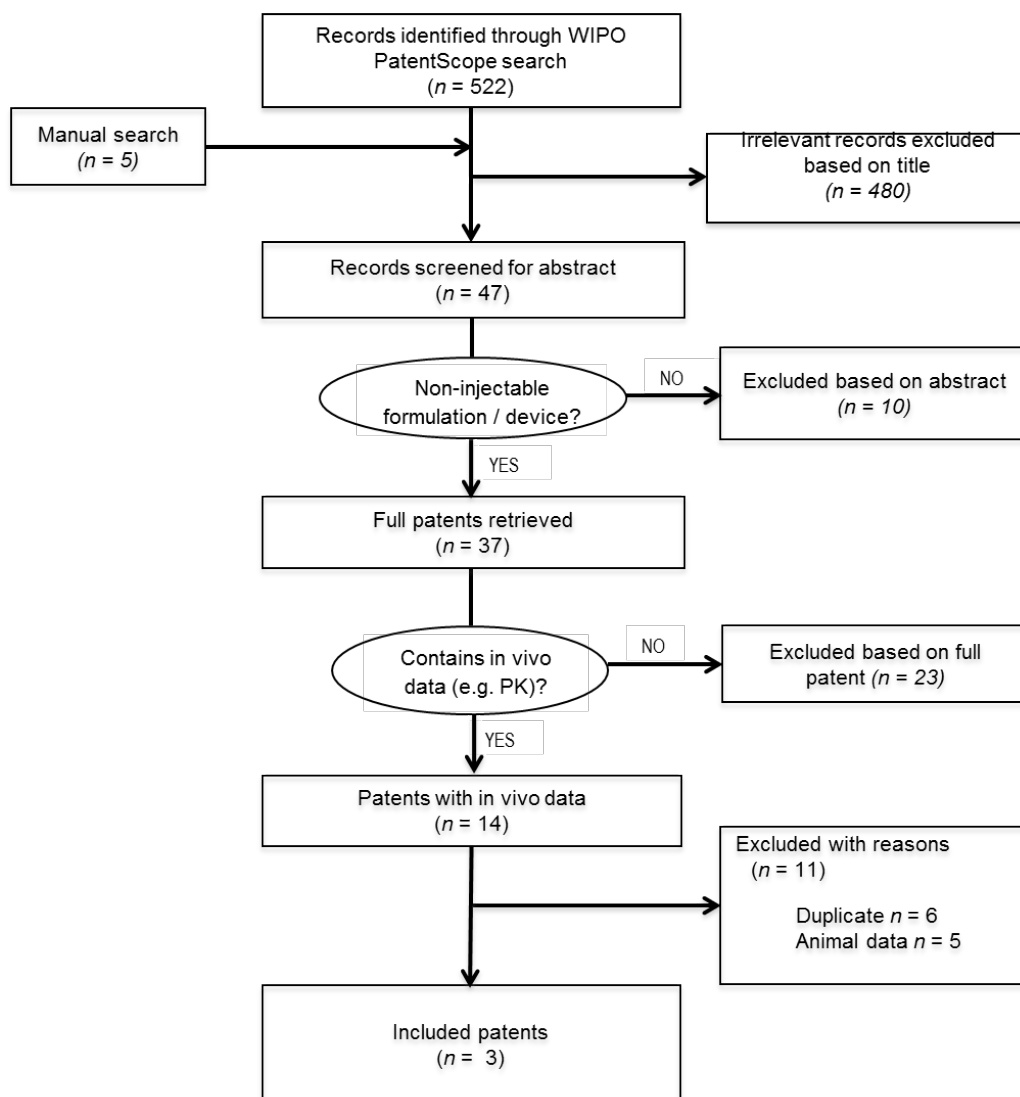 Records identified through WIPO
PatentScope search
(n = 522)
Manual search
(n = 5)
Irrelevant records excluded
based on title
(n = 480)
Records screened for abstract
(n = 47)
Non-injectable
formulation / device?
NO
Excluded based on abstract
(n = 10)
YES
Full patents retrieved
(n = 37)
Contains in vivo
data (e.g. PK)?
NO
Excluded based on full
patent (n = 23)
YES
Patents with in vivo data
(n = 14)
Excluded with reasons
(n = 11)
Duplicate n = 6
Animal data n = 5
Included patents
(n = 3)